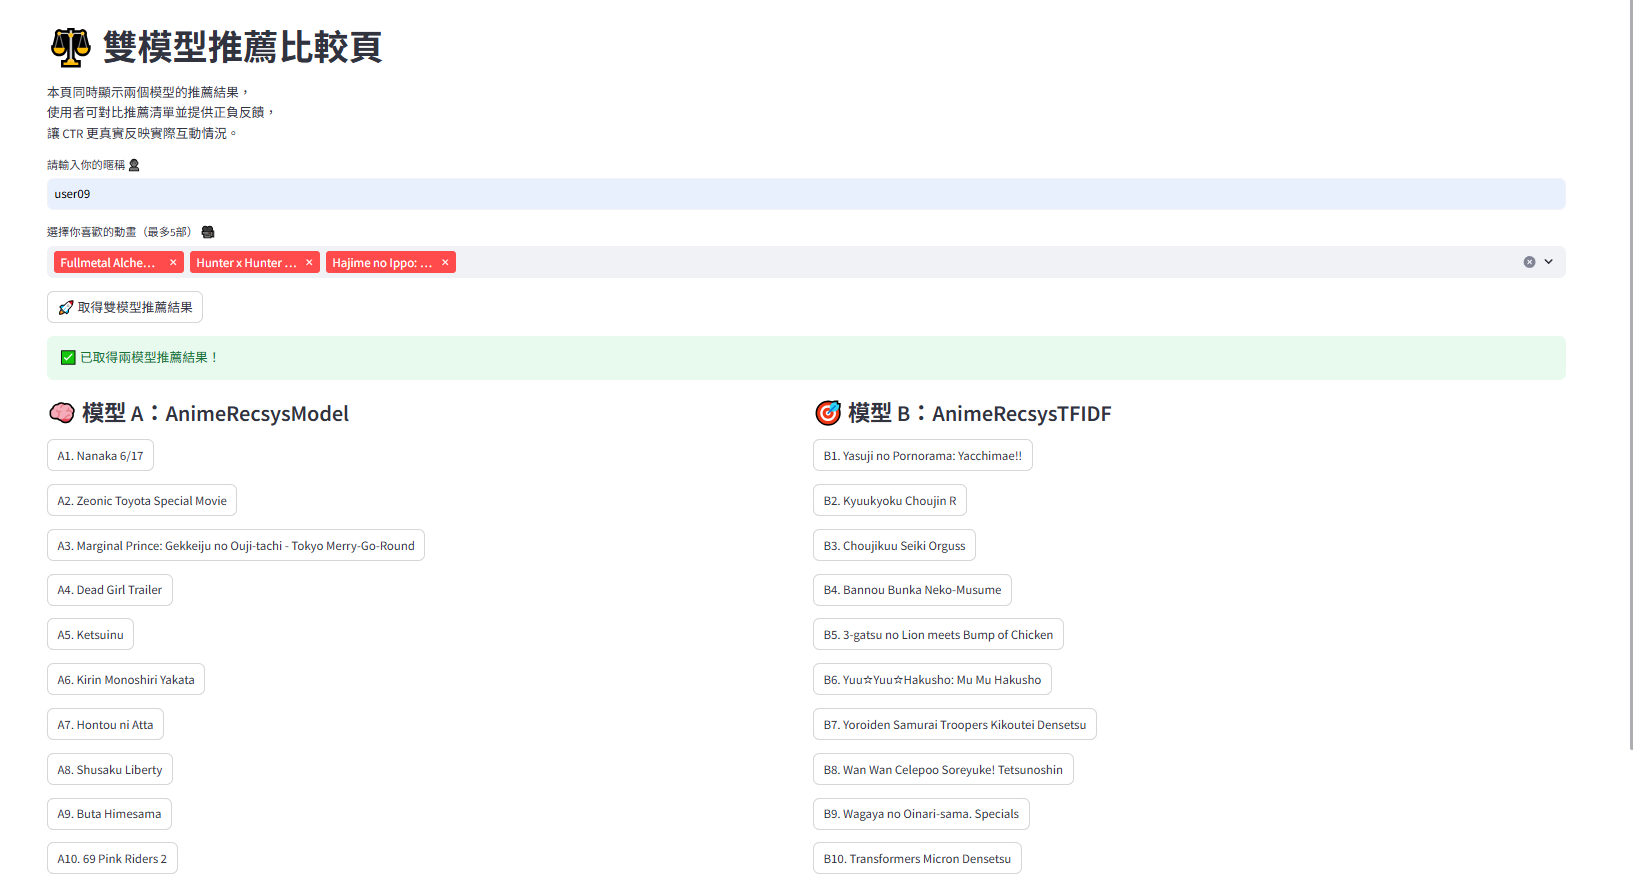 雙模型推薦比較頁
本頁同時顯示兩個模型的推薦結果，
使用者可對比推薦清單並提供正負反饋，
讓 CTR 更真實反映實際互動情況。
請輸入你的暱稱
user09
選擇你喜歡的動畫（最多5部）
Fullmetal Alche... × Hunter x Hunter ... × Hajime no Ippo: ... ×
取得雙模型推薦結果
已取得兩模型推薦結果！
模型 A：AnimeRecsysModel
A1. Nanaka 6/17
A2. Zeonic Toyota Special Movie
A3. Marginal Prince: Gekkeiju no Ouji-tachi - Tokyo Merry-Go-Round
A4. Dead Girl Trailer
A5. Ketsuinu
A6. Kirin Monoshiri Yakata
A7. Hontou ni Atta
A8. Shusaku Liberty
A9. Buta Himesama
A10. 69 Pink Riders 2
模型 B：AnimeRecsysTFIDF
B1. Yasuji no Pornorama: Yacchimae!!
B2. Kyuukyoku Choujin R
B3. Choujikuu Seiki Orguss
B4. Bannou Bunka Neko-Musume
B5. 3-gatsu no Lion meets Bump of Chicken
B6. Yuu☆Yuu☆Hakusho: Mu Mu Hakusho
B7. Yoroiden Samurai Troopers Kikoutei Densetsu
B8. Wan Wan Celepoo Soreyuke! Tetsunoshin
B9. Wagaya no Oinari-sama. Specials
B10. Transformers Micron Densetsu